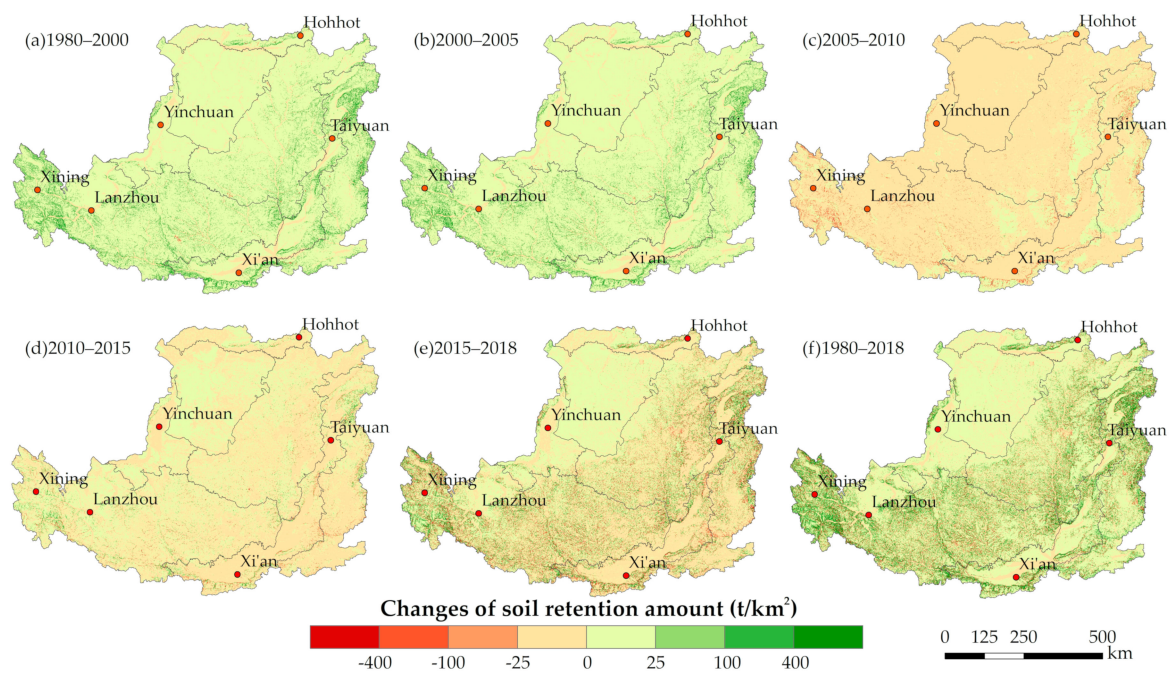 (a)1980–2000
Hohhot
Yinchuan
Taiyuan
Xining
Lanzhou
Xi'an
(b)2000–2005
Hohhot
Yinchuan
Taiyuan
Xining
Lanzhou
Xi'an
(c)2005–2010
Hohhot
Yinchuan
Taiyuan
Xining
Lanzhou
Xi'an
(d)2010–2015
Hohhot
Yinchuan
Taiyuan
Xining
Lanzhou
Xi'an
(e)2015–2018
Hohhot
Yinchuan
Taiyuan
Xining
Lanzhou
Xi'an
(f)1980–2018
Hohhot
Yinchuan
Taiyuan
Xining
Lanzhou
Xi'an
Changes of soil retention amount (t/km²)
-400 -100 -25 0 25 100 400
0 125 250 500
km